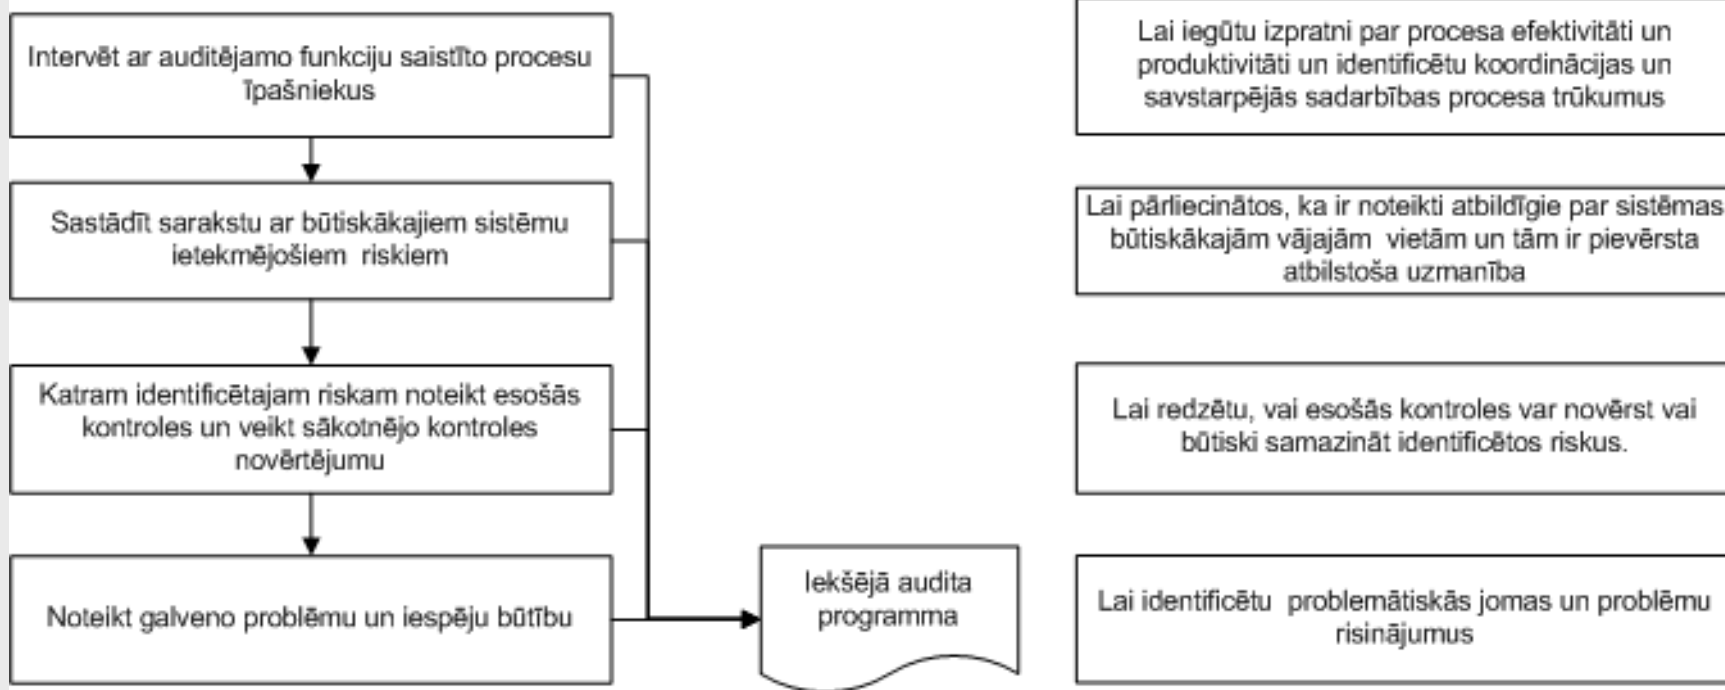 Intervēt ar auditējamo funkciju saistīto procesu
īpašniekus
Lai iegūtu izpratni par procesa efektivitāti un
produktivitāti un identificētu koordinācijas un
savstarpējās sadarbības procesa trūkumus
Sastādīt sarakstu ar būtiskākajiem sistēmu
ietekmējošiem riskiem
Lai pārliecinātos, ka ir noteikti atbildīgie par sistēmas
būtiskākajām vājajām vietām un tām ir pievērsta
atbilstoša uzmanība
Katram identificētajam riskam noteikt esošās
kontroles un veikt sākotnējo kontroles
novērtējumu
Lai redzētu, vai esošās kontroles var novērst vai
būtiski samazināt identificētos riskus.
Noteikt galveno problēmu un iespēju būtību
Iekšējā audita
programma
Lai identificētu problemātiskās jomas un problēmu
risinājumus